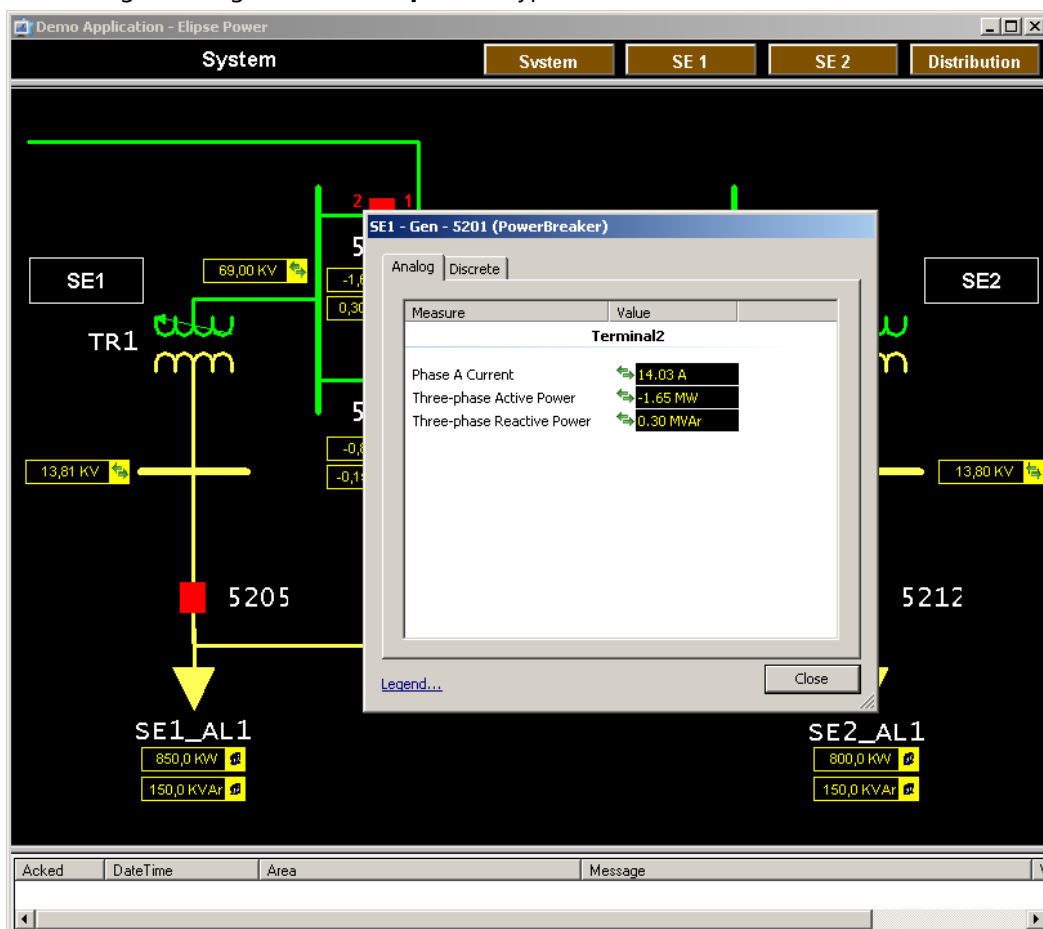 Demo Application - Elipse Power
System
System
SE 1
SE 2
Distribution
2 1
SE1 - Gen - 5201 (PowerBreaker)
Analog
Discrete
Measure
Value
Terminal2
Phase A Current
14.03 A
Three-phase Active Power
-1.65 MW
Three-phase Reactive Power
0.30 MVAr
Legend...
Close
SE1
69,00 KV
SE2
TR1
13,81 KV
13,80 KV
5205
5212
SE1_AL1
850,0 KW
150,0 KVAr
SE2_AL1
800,0 KW
150,0 KVAr
Acked
DateTime
Area
Message